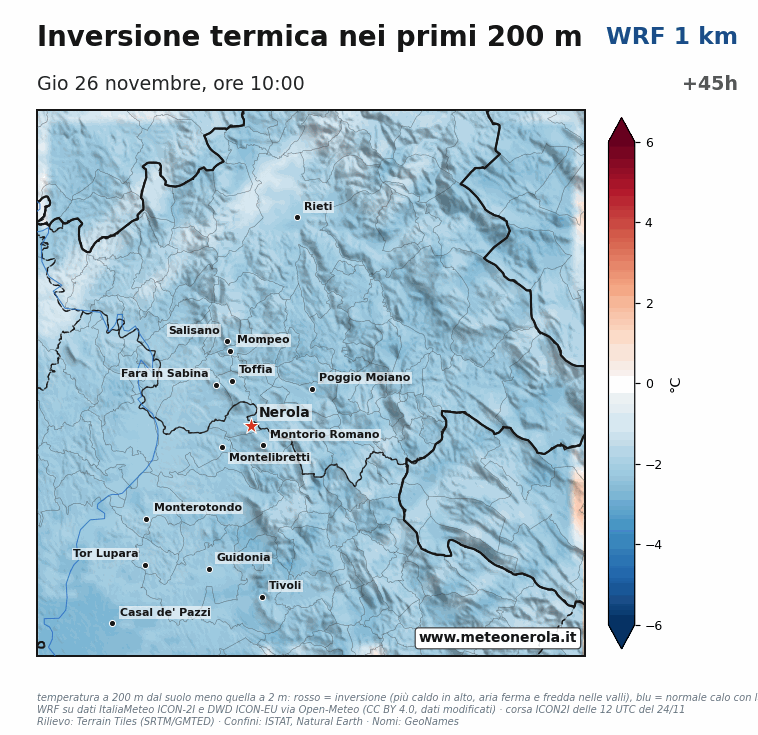 Inversione termica nei primi 200 m WRF 1 km
Gio 26 novembre, ore 10:00 +45h
Rieti
Salisano
Mompeo
Toffia
Fara in Sabina
Poggio Moiano
Nerola
Montorio Romano
Montelibretti
Monterotondo
Tor Lupara
Guidonia
Tivoli
Casal de' Pazzi
www.meteonerola.it
6
4
2
0
−2
−4
−6
°C
temperatura a 200 m dal suolo meno quella a 2 m: rosso = inversione (più caldo in alto, aria ferma e fredda nelle valli), blu = normale calo con
WRF su dati ItaliaMeteo ICON-2I e DWD ICON-EU via Open-Meteo (CC BY 4.0, dati modificati) · corsa ICON2I delle 12 UTC del 24/11
Rilievo: Terrain Tiles (SRTM/GMTED) · Confini: ISTAT, Natural Earth · Nomi: GeoNames